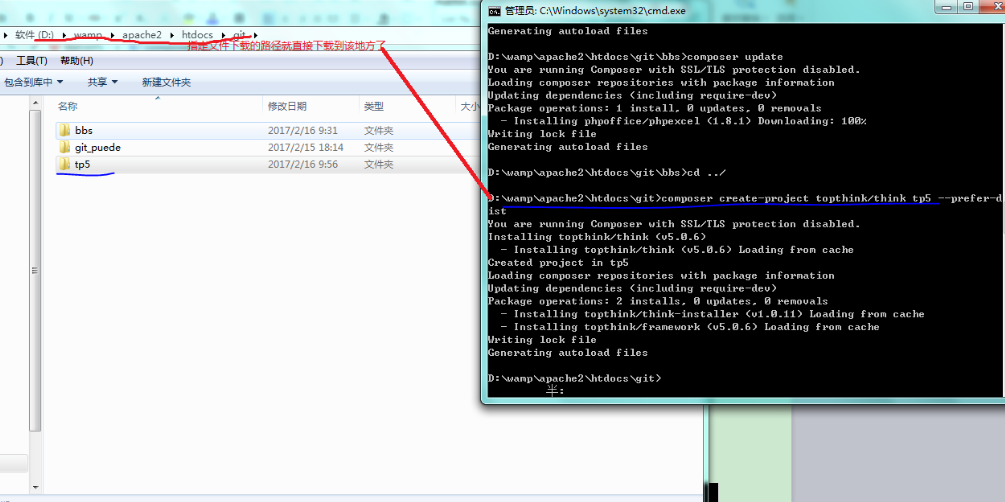 管理员: C:\Windows\system32\cmd.exe
软件 (D:) wamp apache2 htdocs git
指定文件下载的路径就直接下载到该地方了
工具(T) 帮助(H)
包含到库中 共享 新建文件夹
名称 修改日期 类型 大小
bbs 2017/2/16 9:31 文件夹
git_puede 2017/2/15 18:14 文件夹
tp5 2017/2/16 9:56 文件夹
Generating autoload files
D:\wamp\apache2\htdocs\git\bbs>composer update
You are running Composer with SSL/TLS protection disabled.
Loading composer repositories with package information
Updating dependencies (including require-dev)
Package operations: 1 install, 0 updates, 0 removals
- Installing phpoffice/phpexcel (1.8.1) Downloading: 100%
Writing lock file
Generating autoload files
D:\wamp\apache2\htdocs\git\bbs>cd ../
D:\wamp\apache2\htdocs\git>composer create-project topthink/think tp5 --prefer-d
ist
You are running Composer with SSL/TLS protection disabled.
Installing topthink/think (v5.0.6)
- Installing topthink/think (v5.0.6) Loading from cache
Created project in tp5
Loading composer repositories with package information
Updating dependencies (including require-dev)
Package operations: 2 installs, 0 updates, 0 removals
- Installing topthink/think-installer (v1.0.11) Loading from cache
- Installing topthink/framework (v5.0.6) Loading from cache
Writing lock file
Generating autoload files
D:\wamp\apache2\htdocs\git>
半: